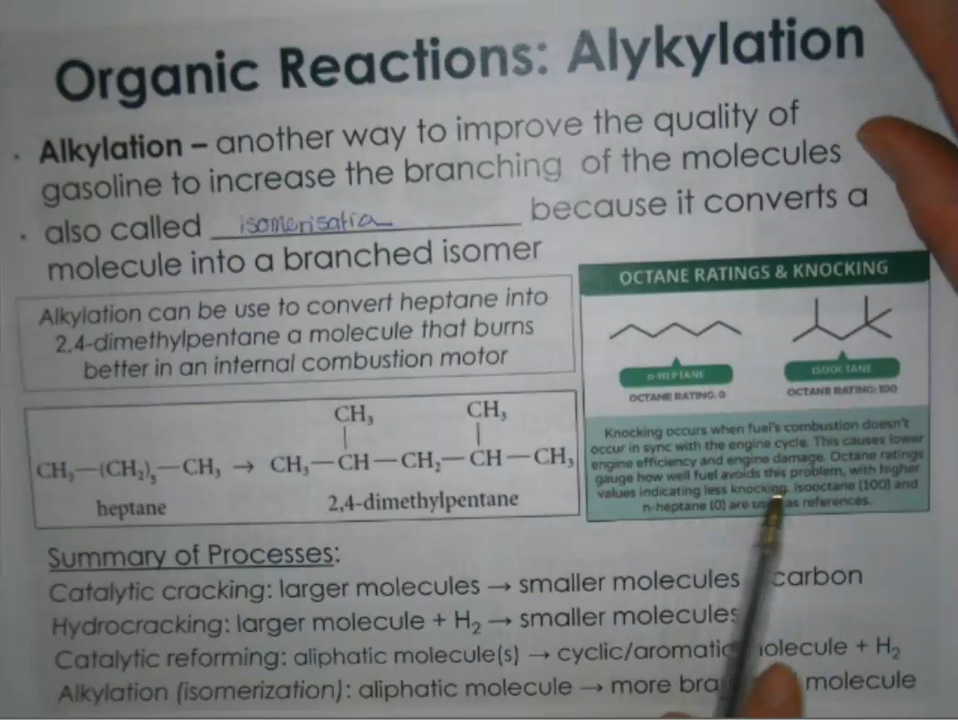 Organic Reactions: Alykylation
· Alkylation – another way to improve the quality of
gasoline to increase the branching of the molecules
· also called isomerisatia because it converts a
molecule into a branched isomer
Alkylation can be use to convert heptane into
2,4-dimethylpentane a molecule that burns
better in an internal combustion motor
CH₃ CH₃
CH₃—(CH₂)₅—CH₃ → CH₃—CH—CH₂—CH—CH₃
heptane 2,4-dimethylpentane
OCTANE RATINGS & KNOCKING
n-HEPTANE ISOOCTANE
OCTANE RATING: 0 OCTANE RATING: 100
Knocking occurs when fuel's combustion doesn't
occur in sync with the engine cycle. This causes lower
engine efficiency and engine damage. Octane ratings
gauge how well fuel avoids this problem, with higher
values indicating less knocking. Isooctane (100) and
n-heptane (0) are as references.
Summary of Processes:
Catalytic cracking: larger molecules → smaller molecules carbon
Hydrocracking: larger molecule + H₂ → smaller molecules
Catalytic reforming: aliphatic molecule(s) → cyclic/aromatic molecule + H₂
Alkylation (isomerization): aliphatic molecule → more molecule